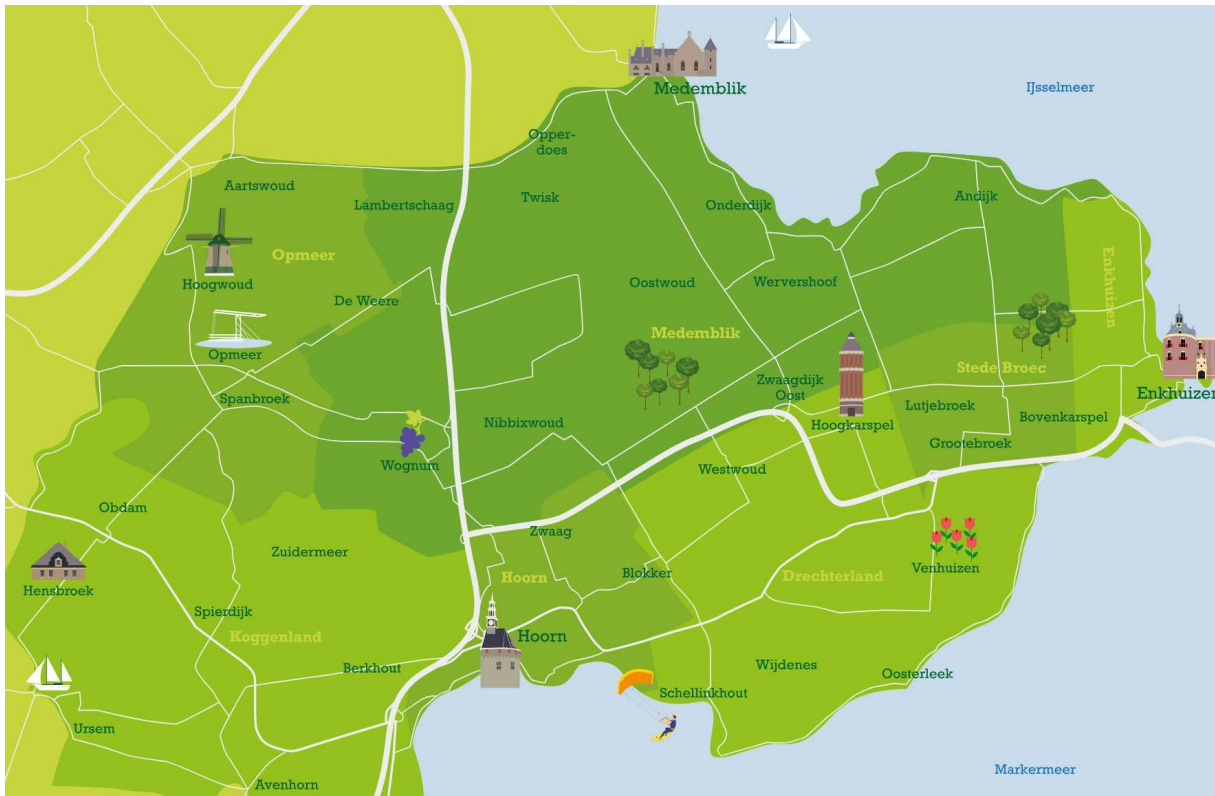 Medemblik
IJsselmeer
Opper-
does
Aartswoud
Lambertschaag
Twisk
Onderdijk
Andijk
Opmeer
Enkhuizen
Hoogwoud
De Weere
Oostwoud
Wervershoof
Medemblik
Opmeer
Stede Broec
Spanbroek
Zwaagdijk
Oost
Enkhuizen
Lutjebroek
Bovenkarspel
Nibbixwoud
Hoogkarspel
Grootebroek
Wognum
Westwoud
Obdam
Zwaag
Zuidermeer
Hoorn
Blokker
Drechterland
Venhuizen
Hensbroek
Spierdijk
Koggenland
Hoorn
Berkhout
Wijdenes
Oosterleek
Schellinkhout
Ursem
Markermeer
Avenhorn